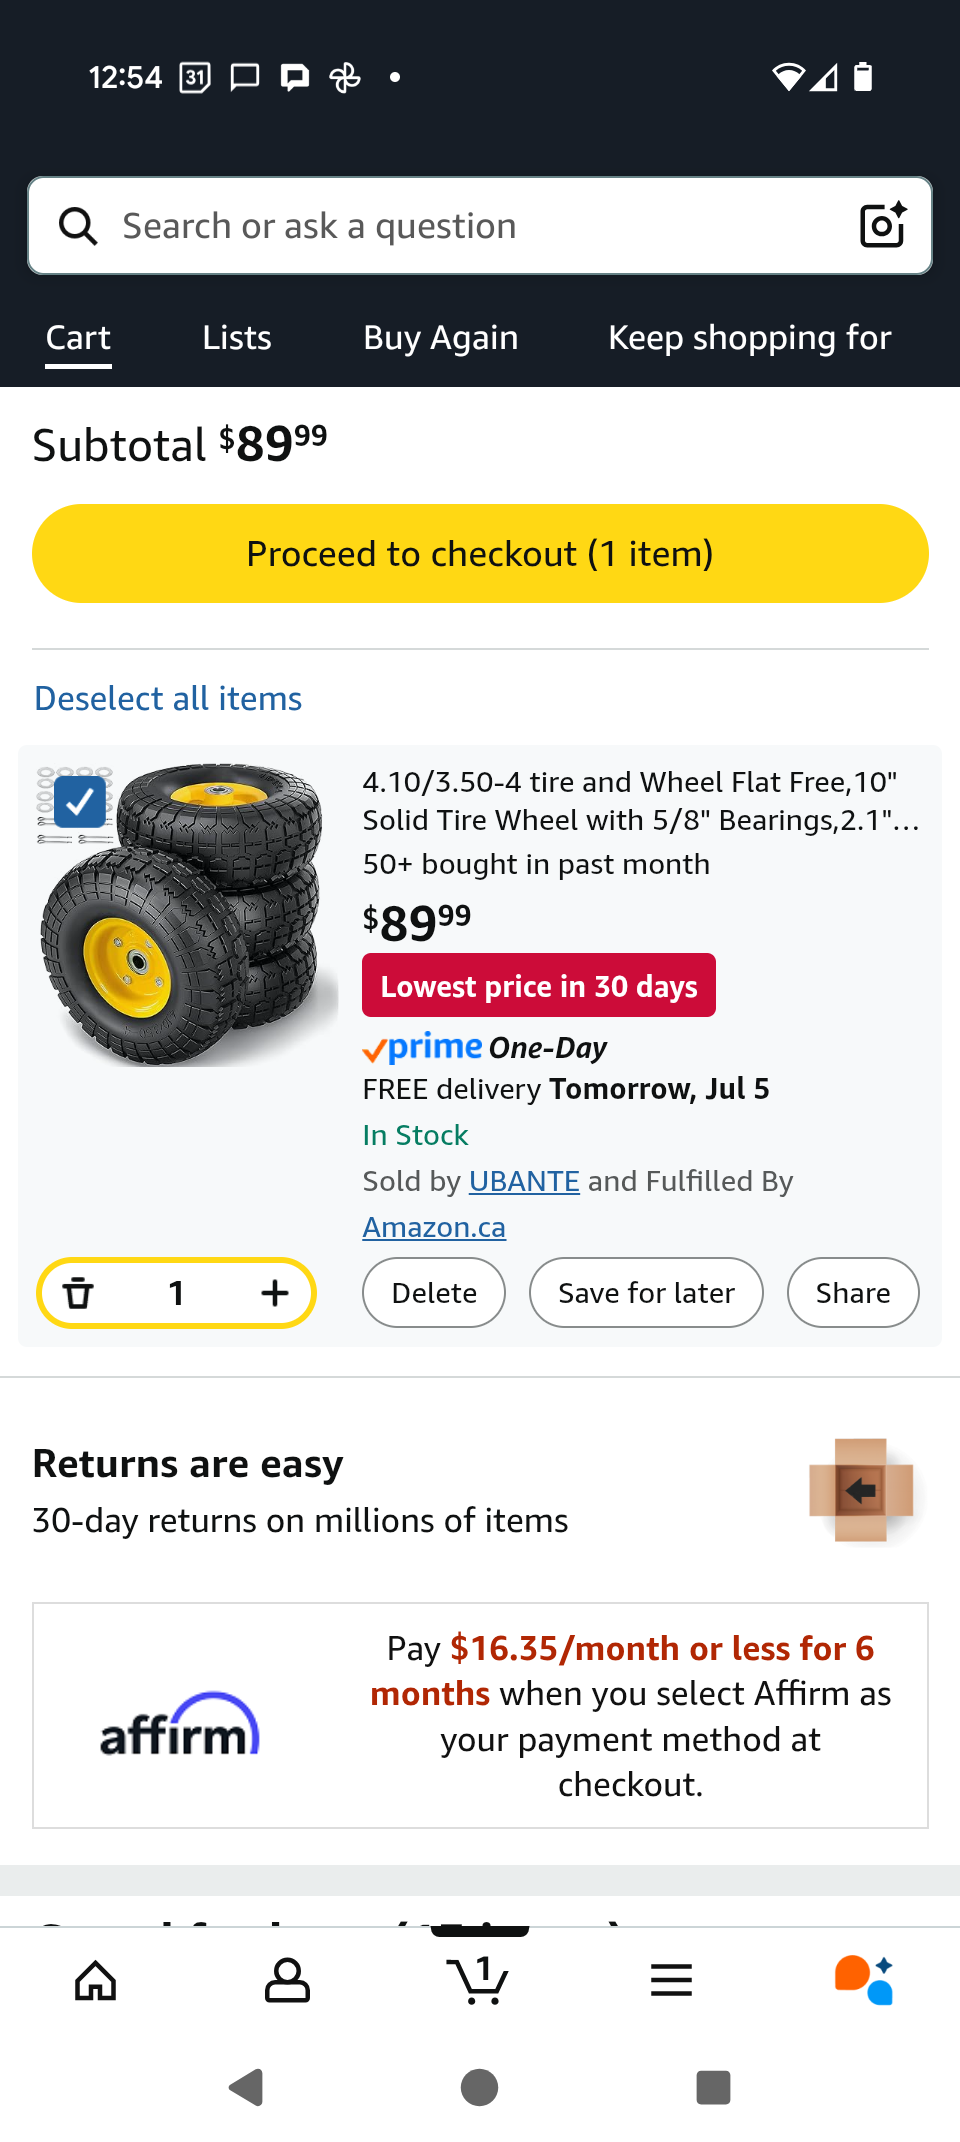 12:54
31
Search or ask a question
Cart Lists Buy Again Keep shopping for
Subtotal $89.99
Proceed to checkout (1 item)
Deselect all items
4.10/3.50-4 tire and Wheel Flat Free,10"
Solid Tire Wheel with 5/8" Bearings,2.1"...
50+ bought in past month
$89.99
Lowest price in 30 days
prime One-Day
FREE delivery Tomorrow, Jul 5
In Stock
Sold by UBANTE and Fulfilled By
Amazon.ca
1
Delete Save for later Share
Returns are easy
30-day returns on millions of items
affirm
Pay $16.35/month or less for 6
months when you select Affirm as
your payment method at
checkout.
1